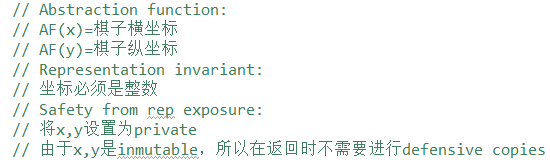 // Abstraction function:
// AF(x)=棋子横坐标
// AF(y)=棋子纵坐标
// Representation invariant:
// 坐标必须是整数
// Safety from rep exposure:
// 将x,y设置为private
// 由于x,y是inmutable，所以在返回时不需要进行defensive copies